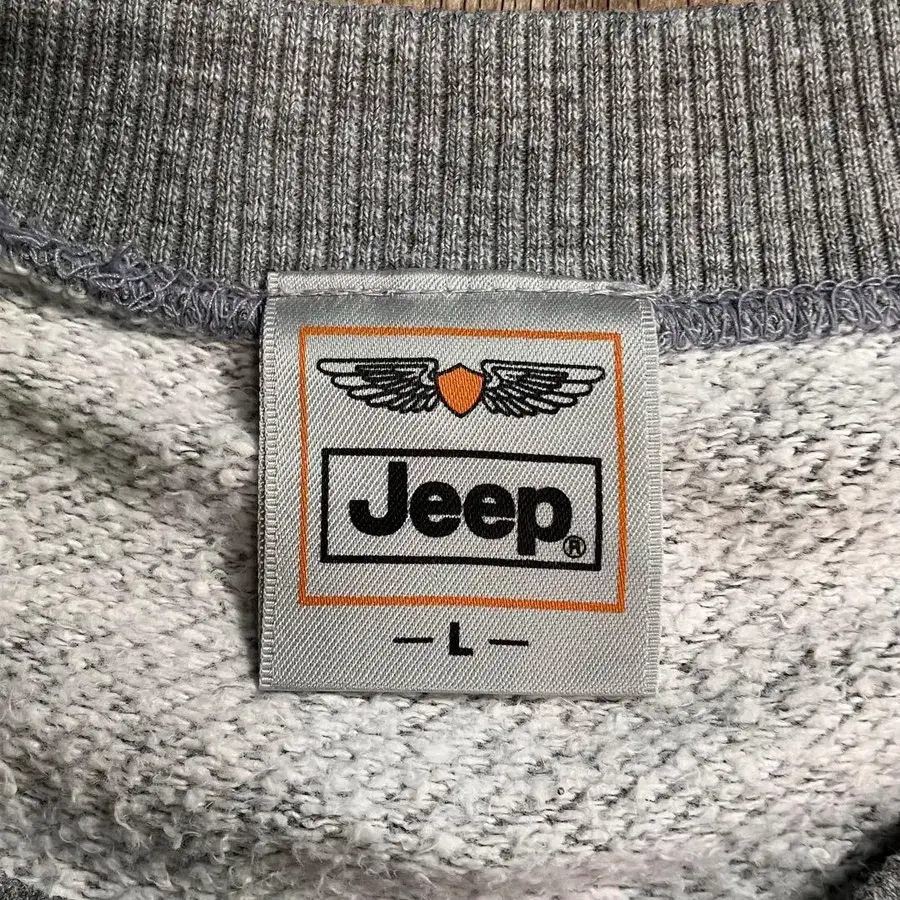 Jeep®
— L —